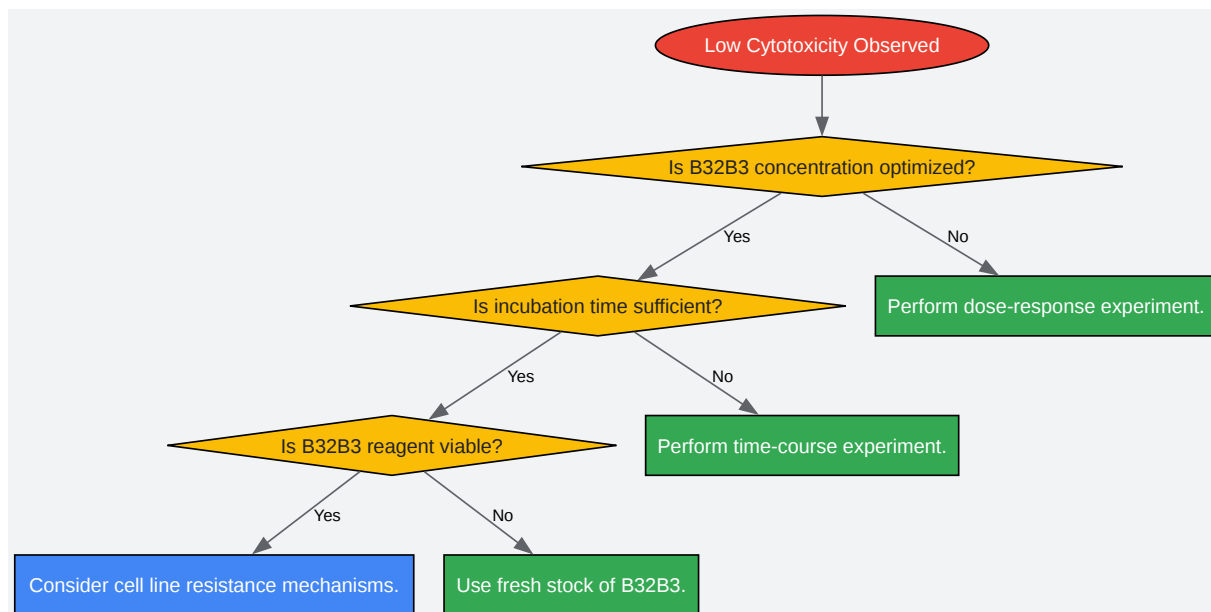 Low Cytotoxicity Observed
Is B32B3 concentration optimized?
Yes
No
Is incubation time sufficient?
Perform dose-response experiment.
Yes
No
Is B32B3 reagent viable?
Perform time-course experiment.
Yes
No
Consider cell line resistance mechanisms.
Use fresh stock of B32B3.